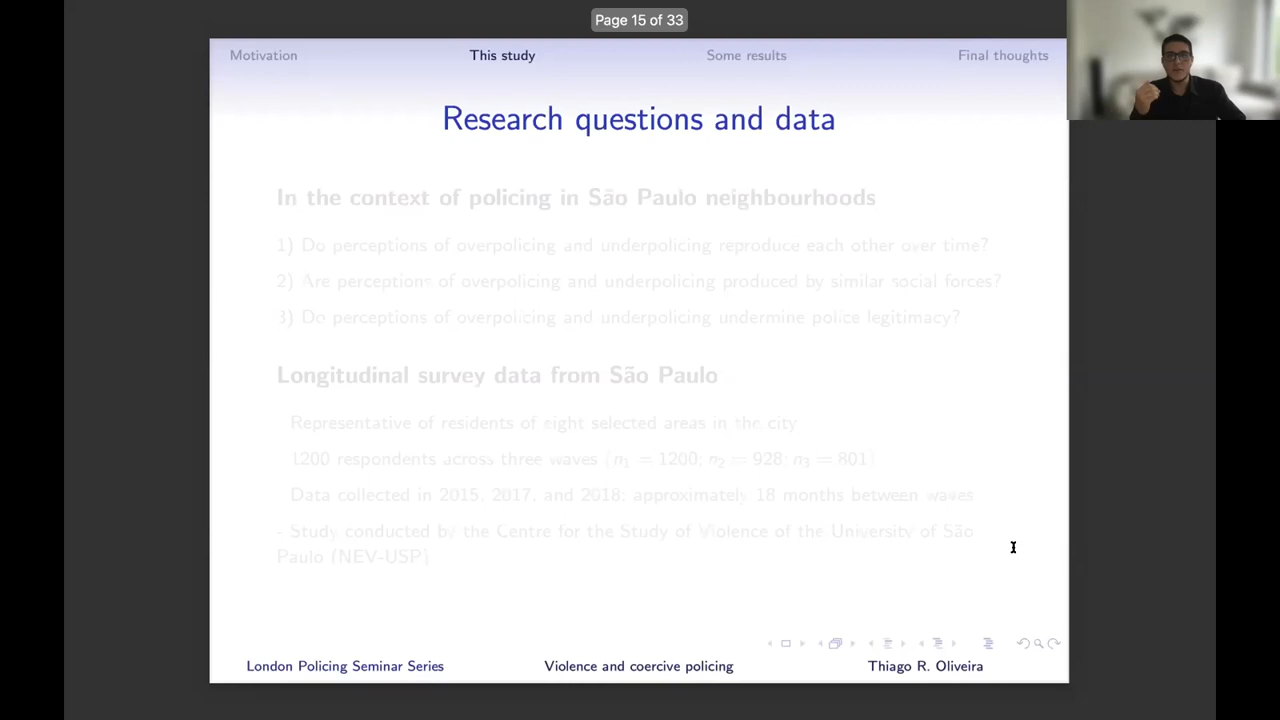 Page 15 of 33
Motivation This study Some results Final thoughts
Research questions and data
In the context of policing in São Paulo neighbourhoods
1) Do perceptions of overpolicing and underpolicing reproduce each other over time?
2) Are perceptions of overpolicing and underpolicing produced by similar social forces?
3) Do perceptions of overpolicing and underpolicing undermine police legitimacy?
Longitudinal survey data from São Paulo
Representative of residents of eight selected areas in the city
1200 respondents across three waves (n₁ = 1200; n₂ = 928; n₃ = 801)
Data collected in 2015, 2017, and 2018; approximately 18 months between waves
- Study conducted by the Centre for the Study of Violence of the University of São
Paulo (NEV-USP)
London Policing Seminar Series Violence and coercive policing Thiago R. Oliveira